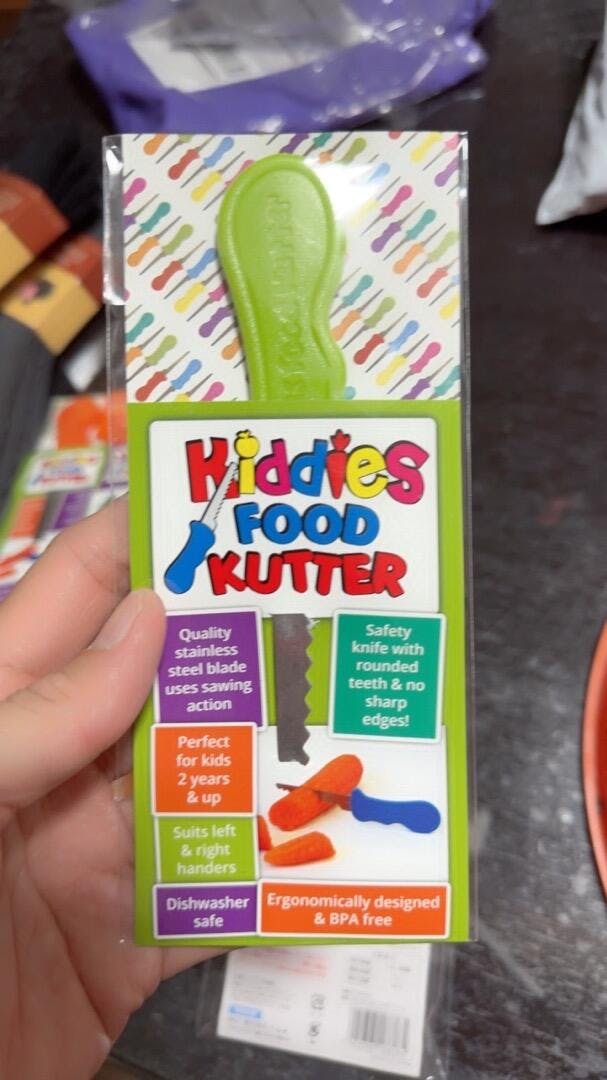 Kiddies
FOOD
KUTTER
Quality
stainless
steel blade
uses sawing
action
Safety
knife with
rounded
teeth & no
sharp
edges!
Perfect
for kids
2 years
& up
Suits left
& right
handers
Dishwasher
safe
Ergonomically designed
& BPA free